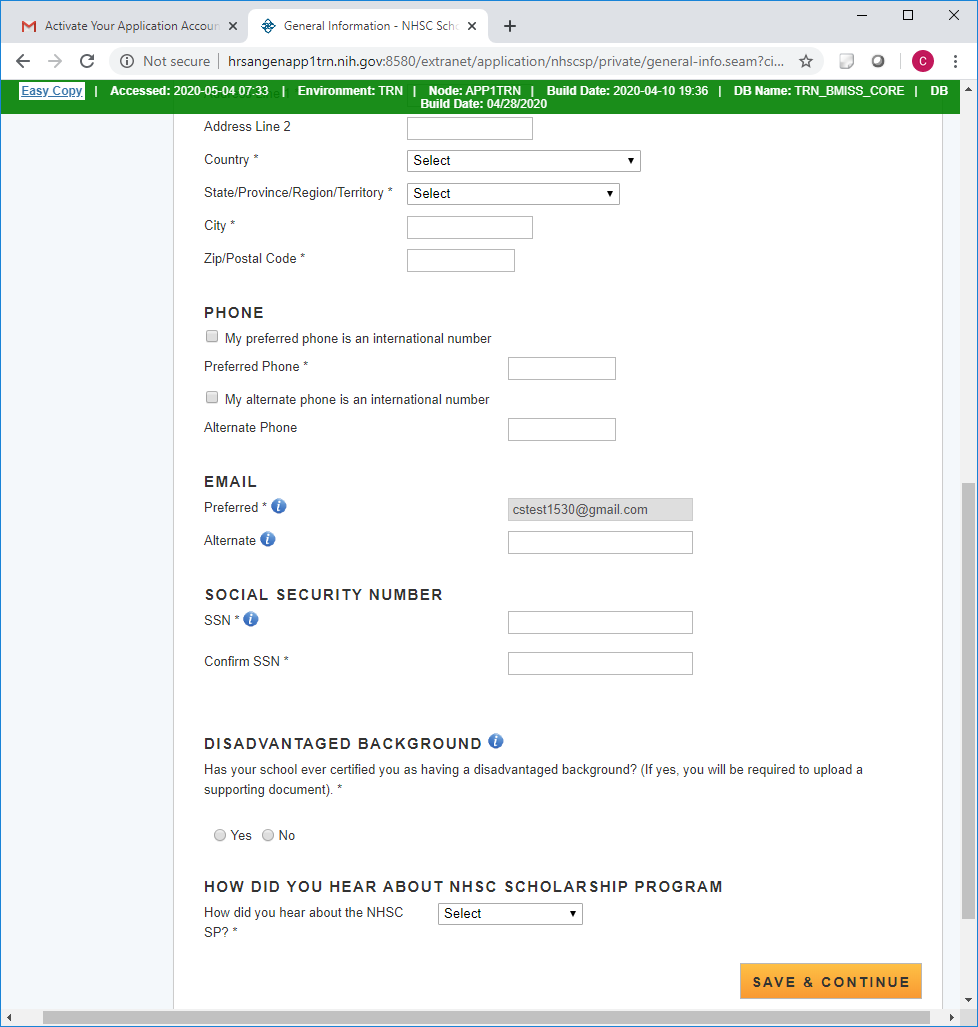 Activate Your Application Accoun
General Information - NHSC Scho
Not secure | hrsangenapp1trn.nih.gov:8580/extranet/application/nhscsp/private/general-info.seam?ci...
C
Easy Copy | Accessed: 2020-05-04 07:33 | Environment: TRN | Node: APP1TRN | Build Date: 2020-04-10 19:36 | DB Name: TRN_BMISS_CORE | DB
Build Date: 04/28/2020
Address Line 2
Country * Select
State/Province/Region/Territory * Select
City *
Zip/Postal Code *
PHONE
My preferred phone is an international number
Preferred Phone *
My alternate phone is an international number
Alternate Phone
EMAIL
Preferred * i cstest1530@gmail.com
Alternate i
SOCIAL SECURITY NUMBER
SSN * i
Confirm SSN *
DISADVANTAGED BACKGROUND i
Has your school ever certified you as having a disadvantaged background? (If yes, you will be required to upload a
supporting document). *
Yes No
HOW DID YOU HEAR ABOUT NHSC SCHOLARSHIP PROGRAM
How did you hear about the NHSC Select
SP? *
SAVE & CONTINUE